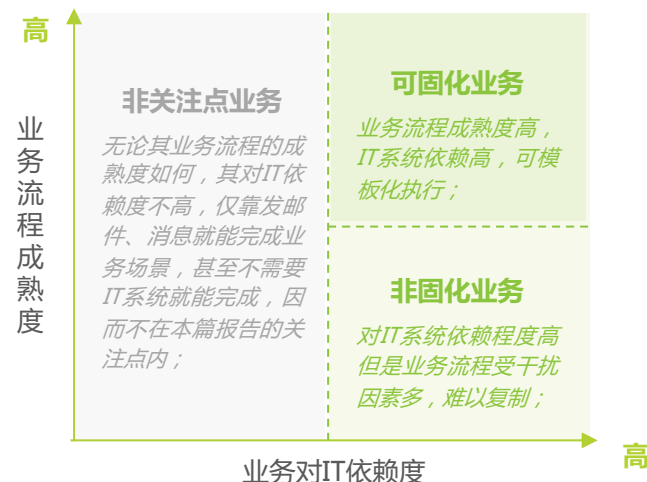 高
业务流程成熟度
非关注点业务
无论其业务流程的成
熟度如何，其对IT依
赖度不高，仅靠发邮
件、消息就能完成业
务场景，甚至不需要
IT系统就能完成，因
而不在本篇报告的关
注点内；
可固化业务
业务流程成熟度高，
IT系统依赖高，可模
板化执行；
非固化业务
对IT系统依赖程度高
但是业务流程受干扰
因素多，难以复制；
业务对IT依赖度
高